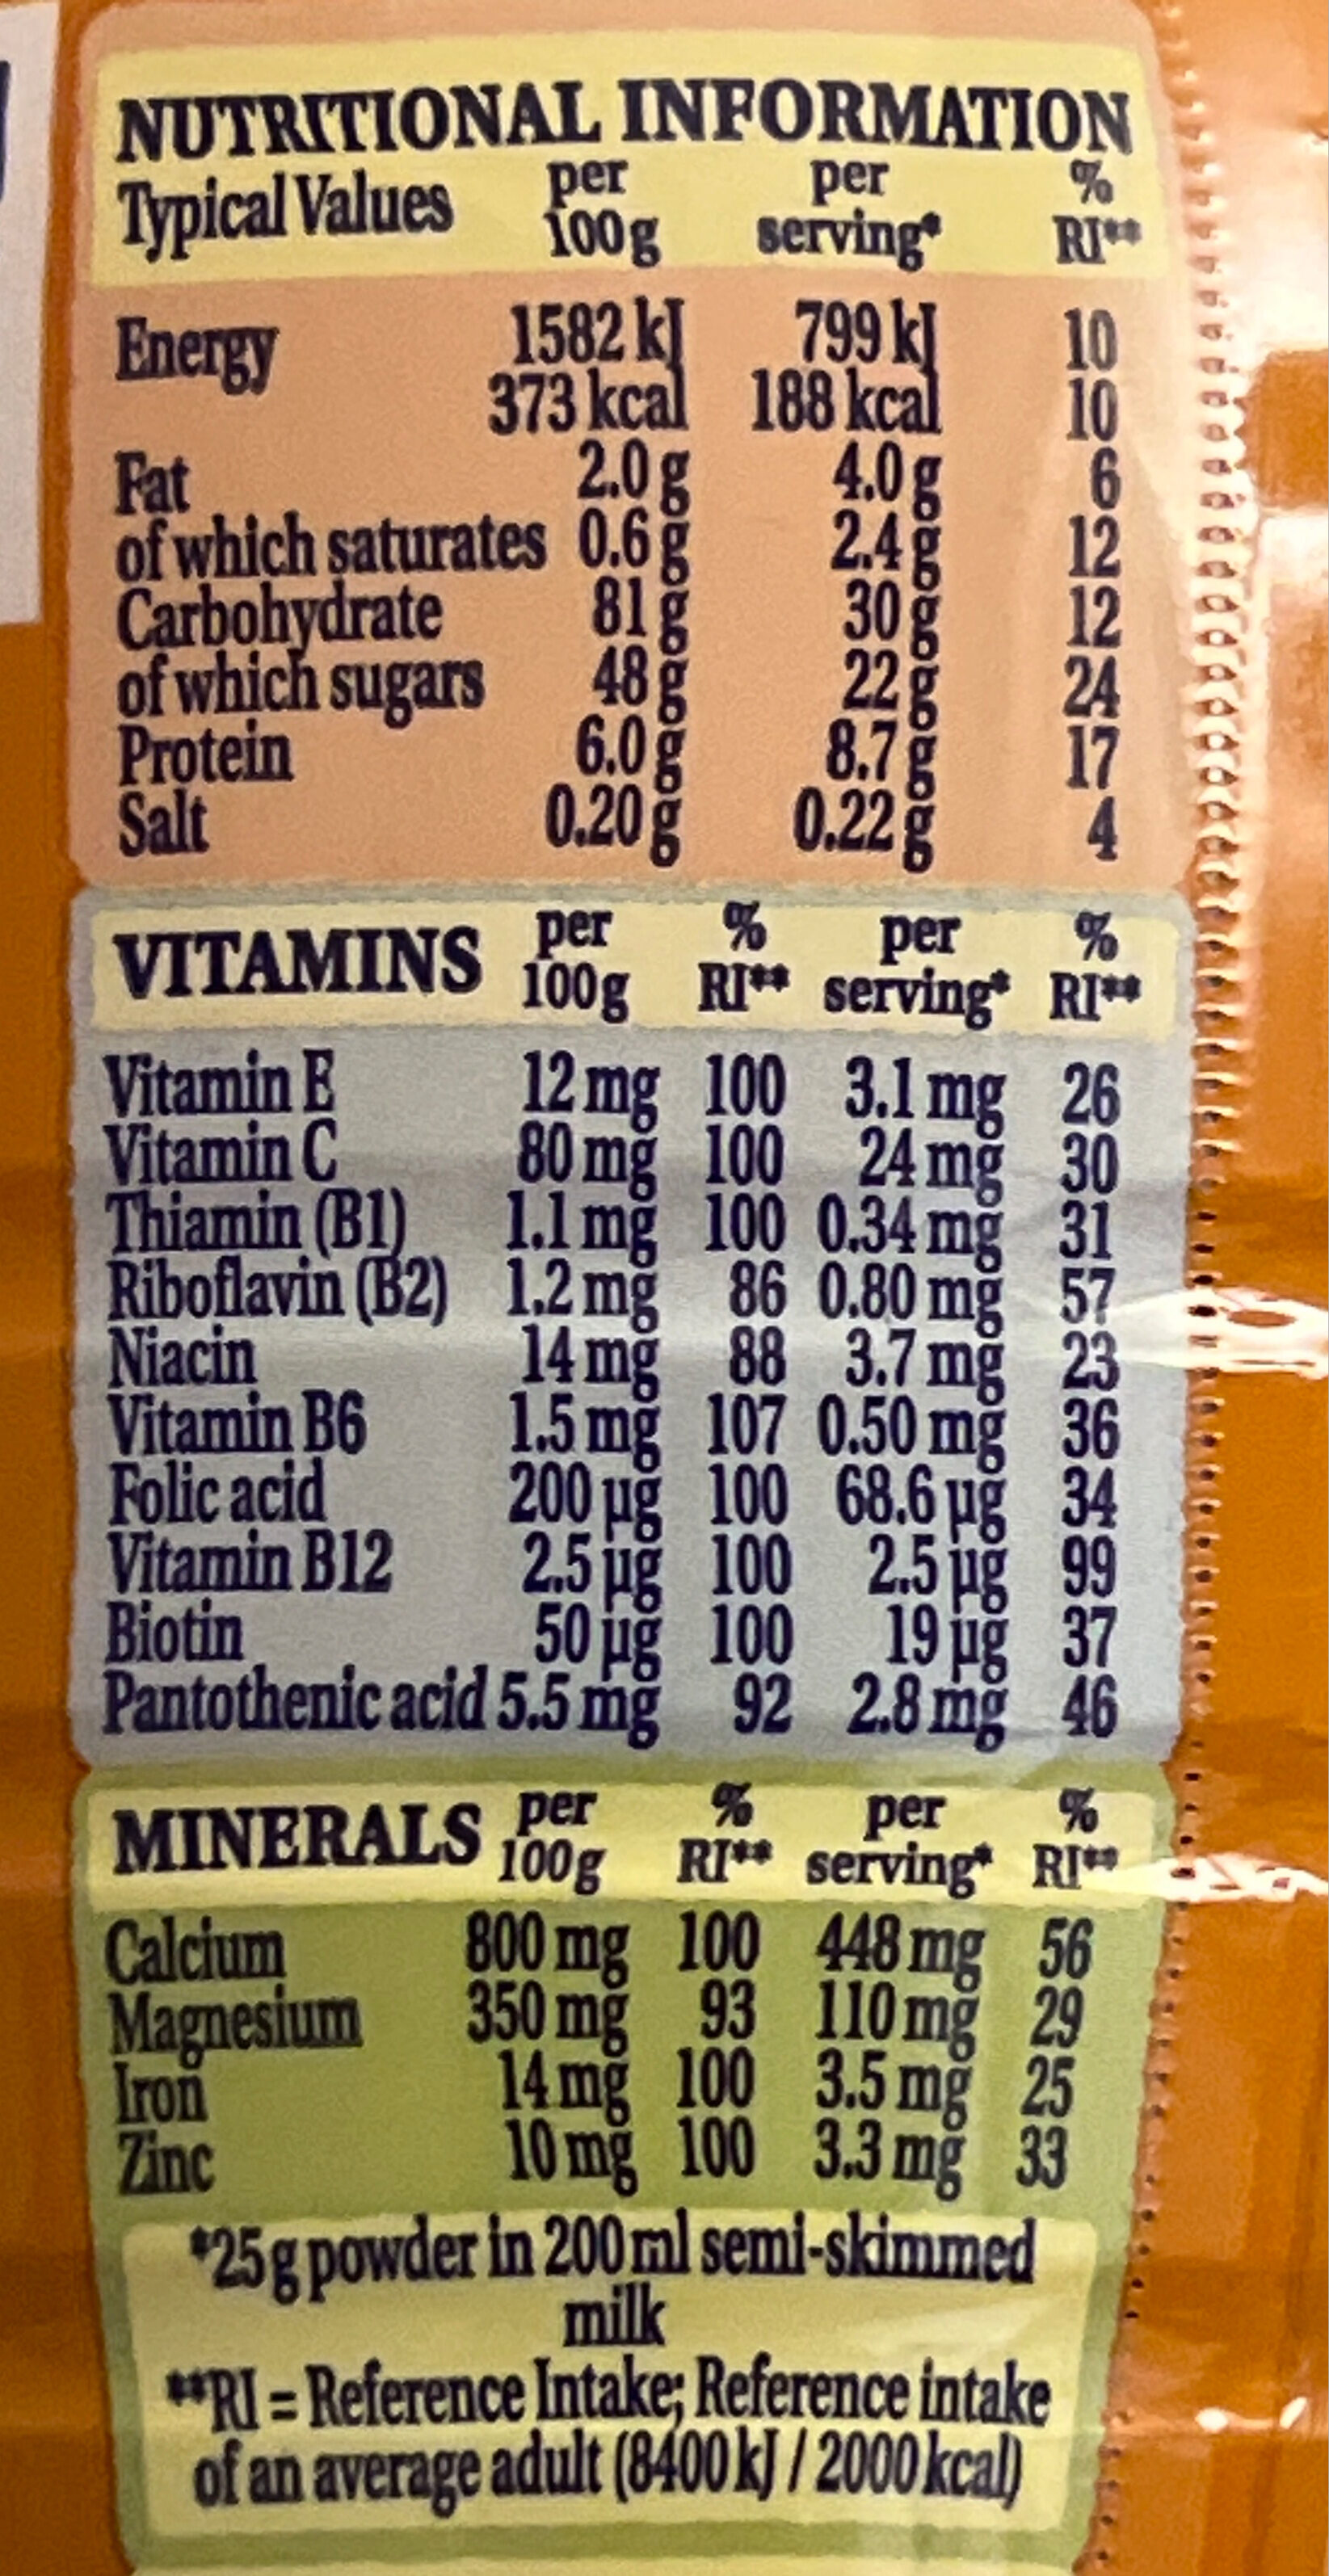 NUTRITIONAL INFORMATION
Typical Values per 100g per serving* % RI**
Energy 1582 kJ 799 kJ 10
373 kcal 188 kcal 10
Fat 2.0 g 4.0 g 6
of which saturates 0.6 g 2.4 g 12
Carbohydrate 81 g 30 g 12
of which sugars 48 g 22 g 24
Protein 6.0 g 8.7 g 17
Salt 0.20 g 0.22 g 4
VITAMINS per 100g % RI** per serving* % RI**
Vitamin E 12 mg 100 3.1 mg 26
Vitamin C 80 mg 100 24 mg 30
Thiamin (B1) 1.1 mg 100 0.34 mg 31
Riboflavin (B2) 1.2 mg 86 0.80 mg 57
Niacin 14 mg 88 3.7 mg 23
Vitamin B6 1.5 mg 107 0.50 mg 36
Folic acid 200 µg 100 68.6 µg 34
Vitamin B12 2.5 µg 100 2.5 µg 99
Biotin 50 µg 100 19 µg 37
Pantothenic acid 5.5 mg 92 2.8 mg 46
MINERALS per 100g % RI** per serving* % RI**
Calcium 800 mg 100 448 mg 56
Magnesium 350 mg 93 110 mg 29
Iron 14 mg 100 3.5 mg 25
Zinc 10 mg 100 3.3 mg 33
*25 g powder in 200 ml semi-skimmed
milk
**RI = Reference Intake; Reference intake
of an average adult (8400 kJ / 2000 kcal)